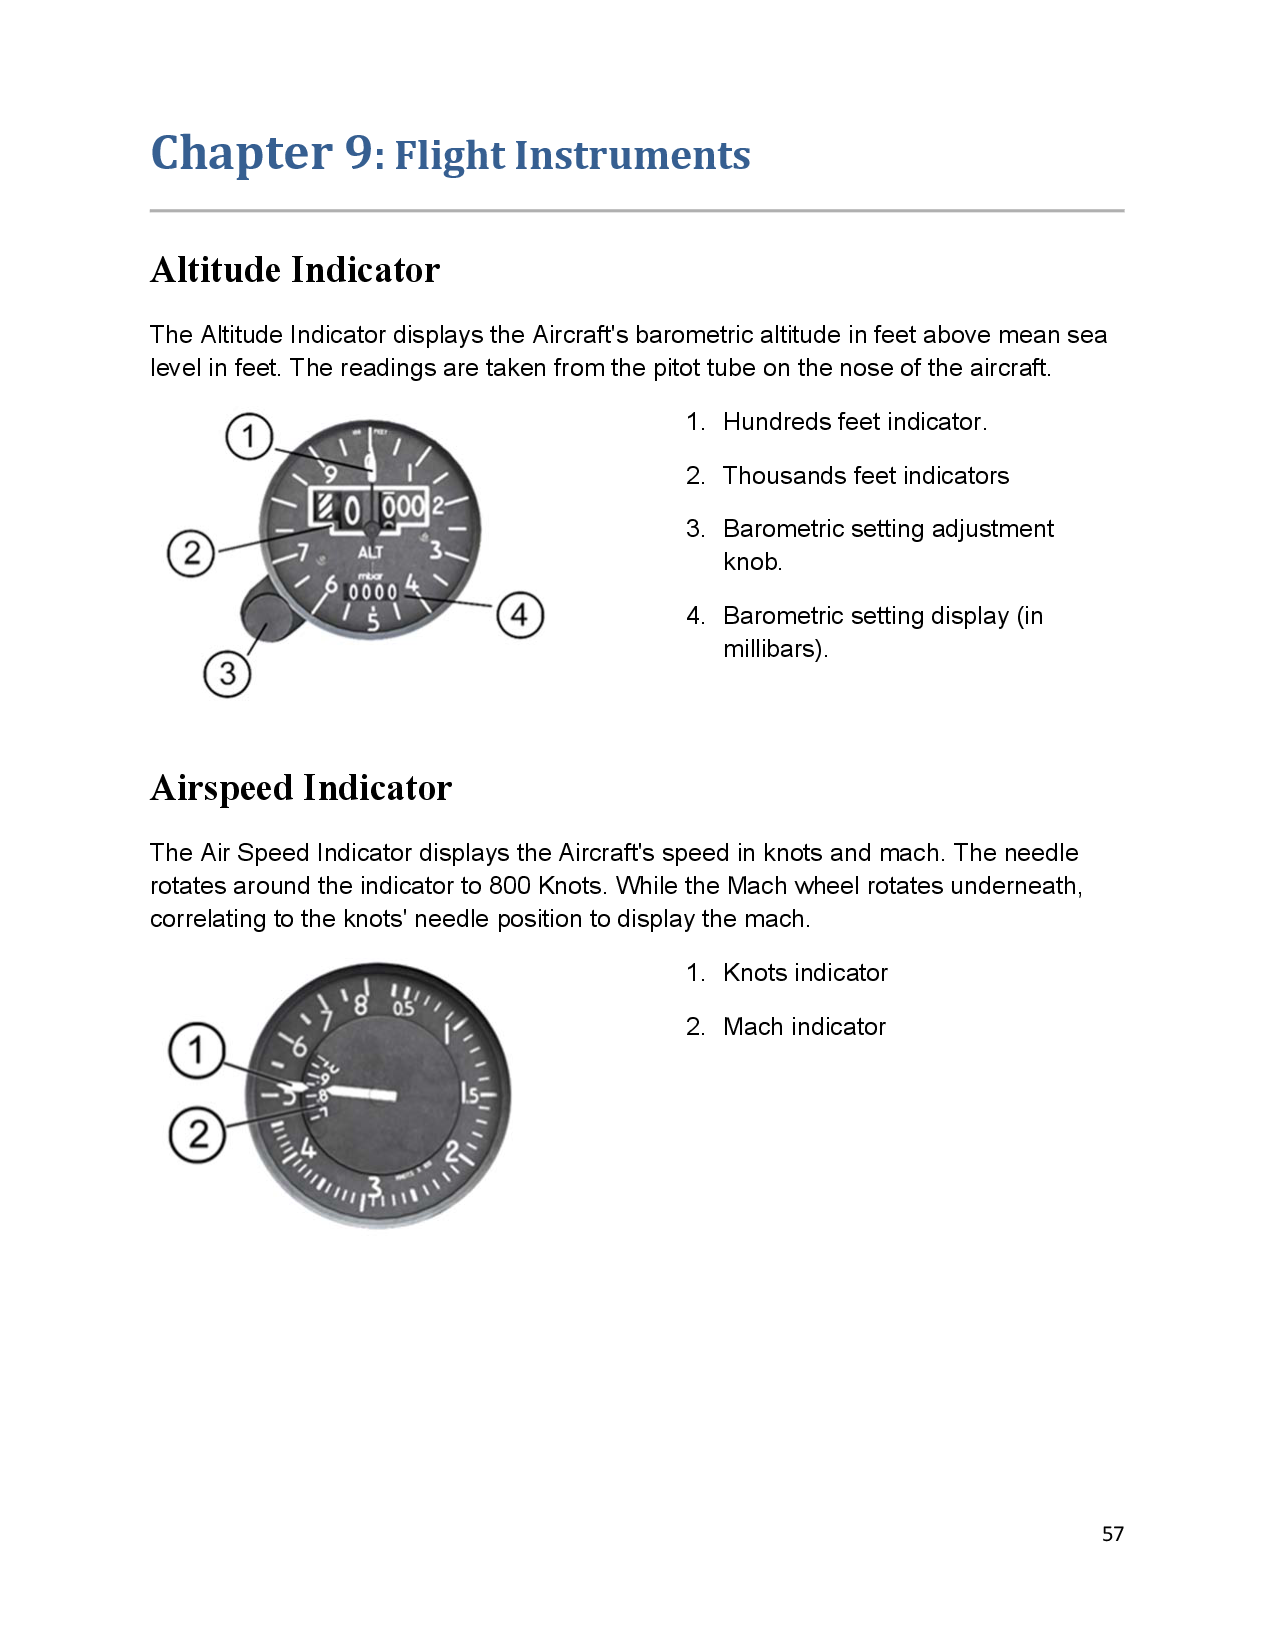 Chapter 9: Flight Instruments
Altitude Indicator
The Altitude Indicator displays the Aircraft's barometric altitude in feet above mean sea
level in feet. The readings are taken from the pitot tube on the nose of the aircraft.
1
2
3
4
FEET
9
1
0
000
2
7
ALT
3
mbar
6
0000
4
5
1. Hundreds feet indicator.
2. Thousands feet indicators
3. Barometric setting adjustment
knob.
4. Barometric setting display (in
millibars).
Airspeed Indicator
The Air Speed Indicator displays the Aircraft's speed in knots and mach. The needle
rotates around the indicator to 800 Knots. While the Mach wheel rotates underneath,
correlating to the knots' needle position to display the mach.
1
2
8
0.5
7
1
6
.9
5
.8
1.5
.7
4
2
3
1. Knots indicator
2. Mach indicator
57